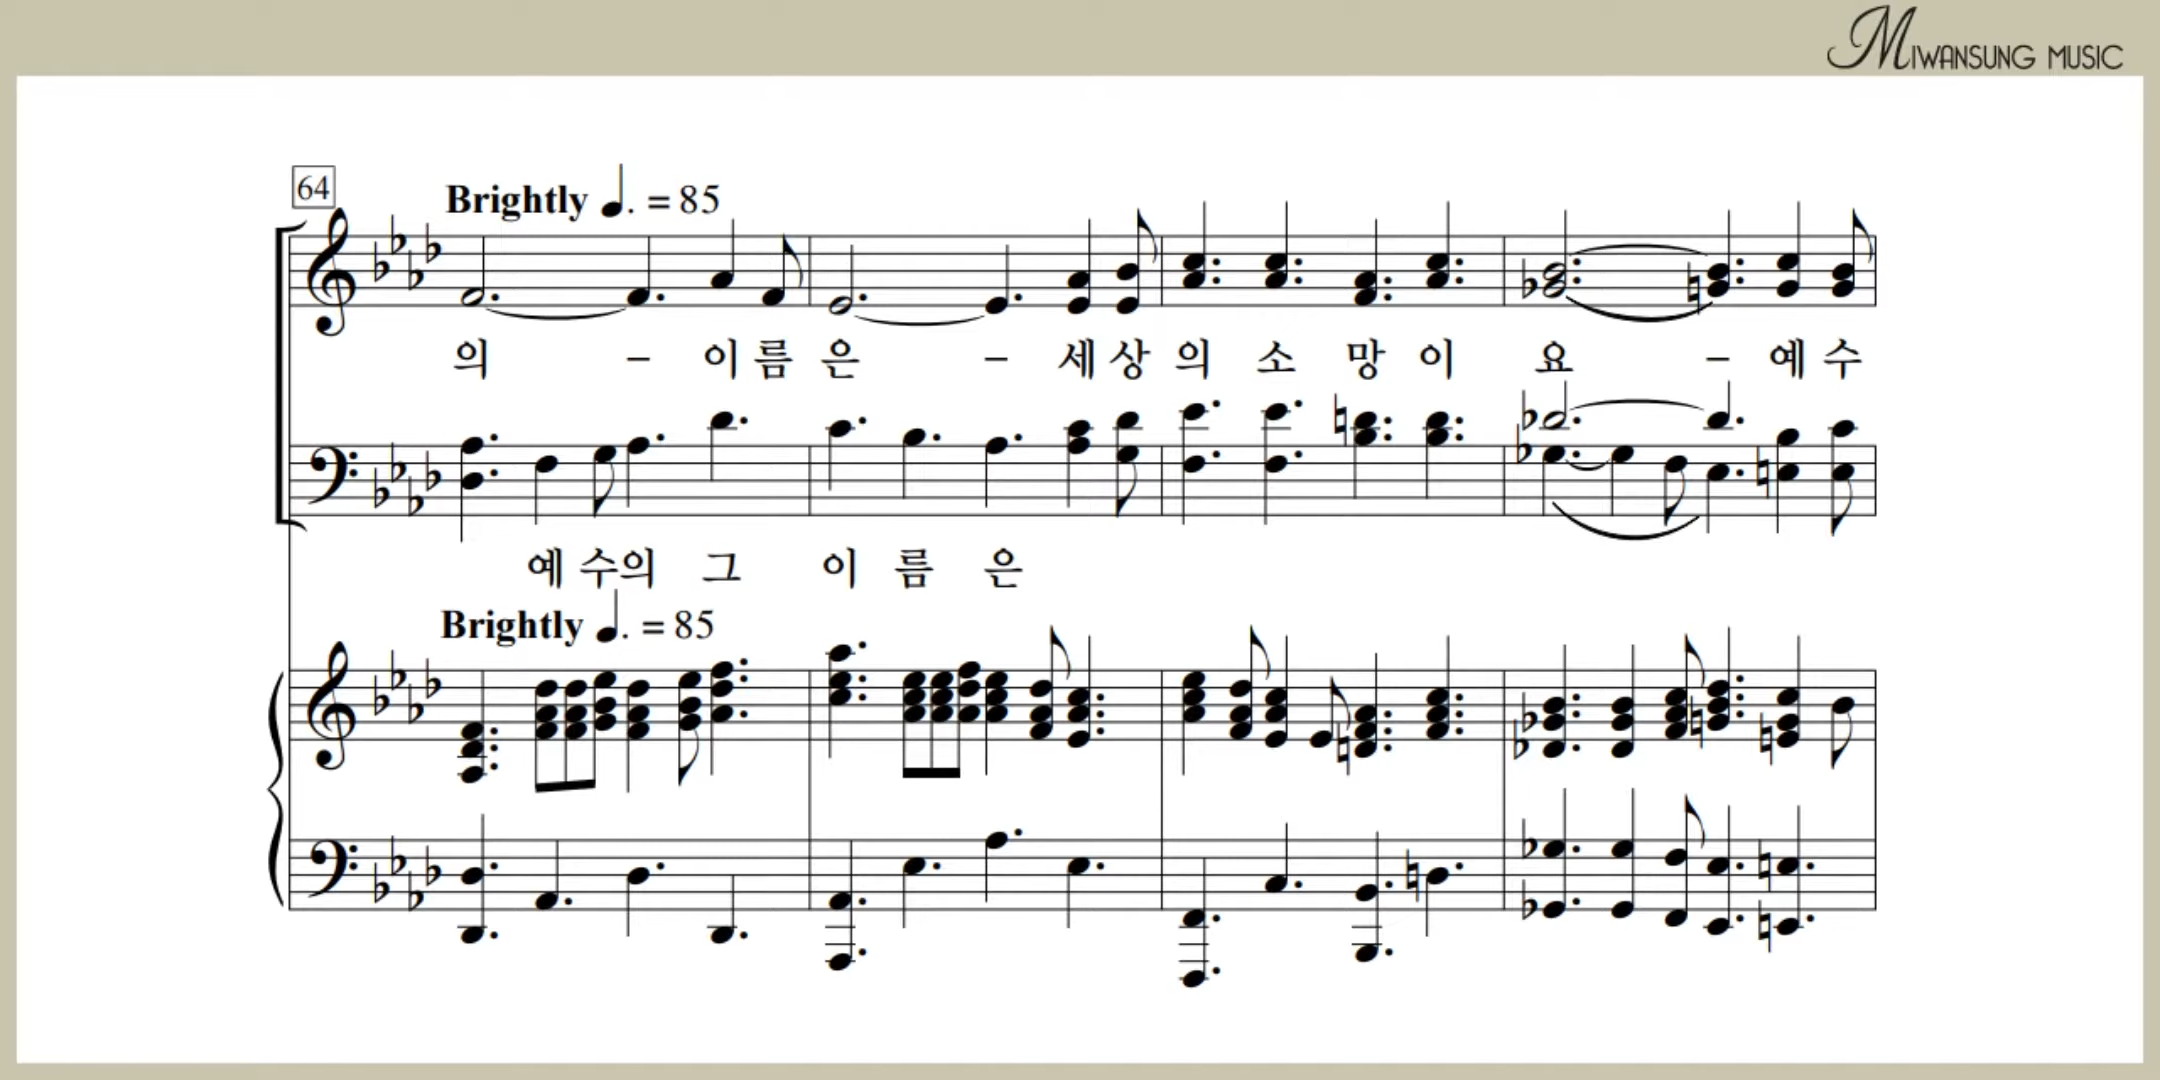 MIWANSUNG MUSIC
64
Brightly ♩. = 85
의 - 이 름 은 - 세 상 의 소 망 이 요 - 예 수
예 수 의 그 이 름 은
Brightly ♩. = 85